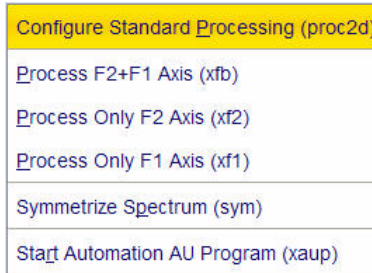 Configure Standard Processing (proc2d)
Process F2+F1 Axis (xfb)
Process Only F2 Axis (xf2)
Process Only F1 Axis (xf1)
Symmetrize Spectrum (sym)
Start Automation AU Program (xaup)